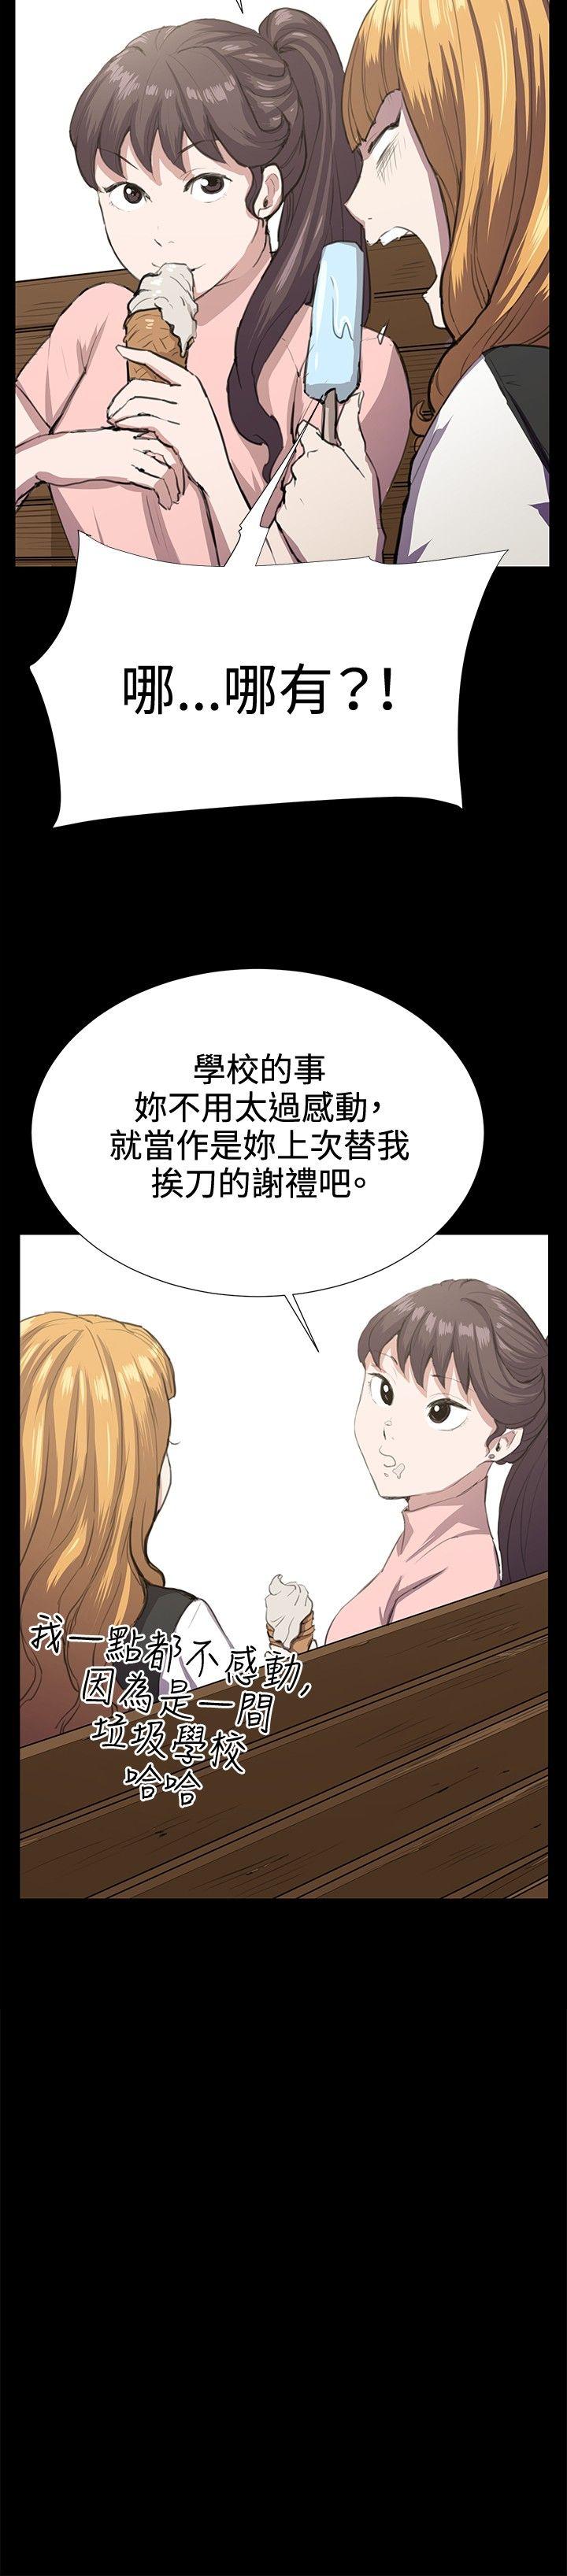 哪...哪有？!
學校的事
妳不用太過感動，
就當作是妳上次替我
挨刀的謝禮吧。
我一點都不感動，
因為是一間
垃圾學校
哈哈